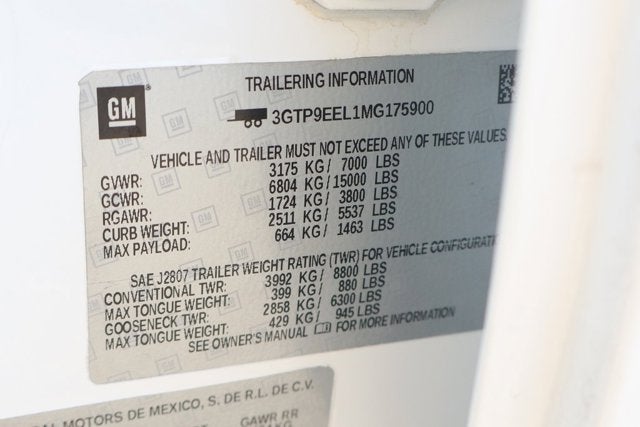 TRAILERING INFORMATION
GM
3GTP9EEL1MG175900
VEHICLE AND TRAILER MUST NOT EXCEED ANY OF THESE VALUES
GVWR: 3175 KG/ 7000 LBS
GCWR: 6804 KG/ 15000 LBS
RGAWR: 1724 KG/ 3800 LBS
CURB WEIGHT: 2511 KG/ 5537 LBS
MAX PAYLOAD: 664 KG/ 1463 LBS
SAE J2807 TRAILER WEIGHT RATING (TWR) FOR VEHICLE CONFIGURATI
CONVENTIONAL TWR: 3992 KG/ 8800 LBS
MAX TONGUE WEIGHT: 399 KG/ 880 LBS
GOOSENECK TWR: 2858 KG/ 6300 LBS
MAX TONGUE WEIGHT: 429 KG/ 945 LBS
SEE OWNER'S MANUAL FOR MORE INFORMATION
MOTORS DE MEXICO, S. DE R.L. DE C.V.
GAWR RR